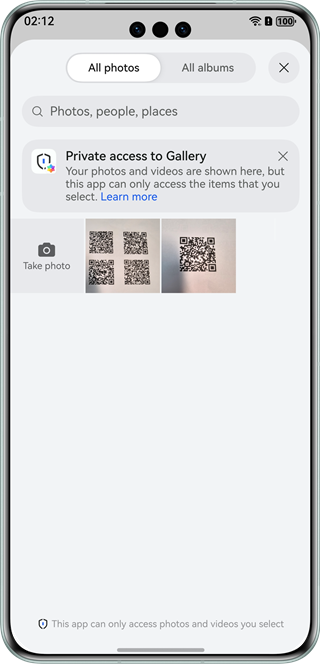 02:12
100
All photos
All albums
Photos, people, places
Private access to Gallery
Your photos and videos are shown here, but
this app can only access the items that you
select. Learn more
Take photo
This app can only access photos and videos you select